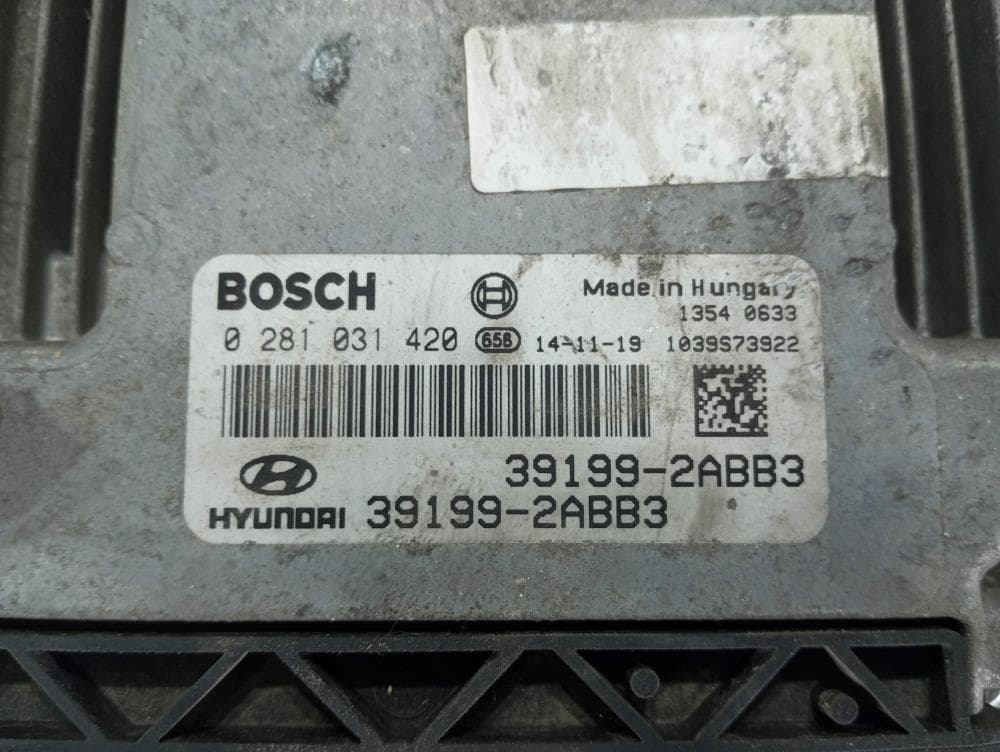 BOSCH
Made in Hungary
1354 0633
0 281 031 420 656 14-11-19 1039S73922
39199-2ABB3
HYUNDAI 39199-2ABB3